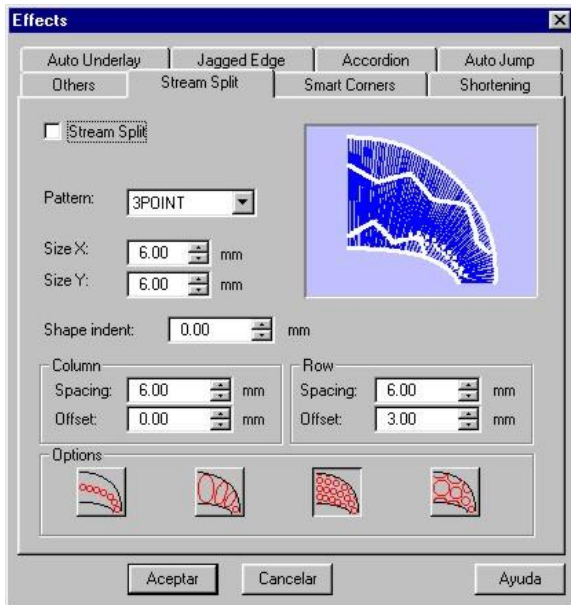 Effects
Auto Underlay Jagged Edge Accordion Auto Jump
Others Stream Split Smart Corners Shortening
Stream Split
Pattern: 3POINT
Size X: 6.00 mm
Size Y: 6.00 mm
Shape indent: 0.00 mm
Column Row
Spacing: 6.00 mm Spacing: 6.00 mm
Offset: 0.00 mm Offset: 3.00 mm
Options
Aceptar Cancelar Ayuda